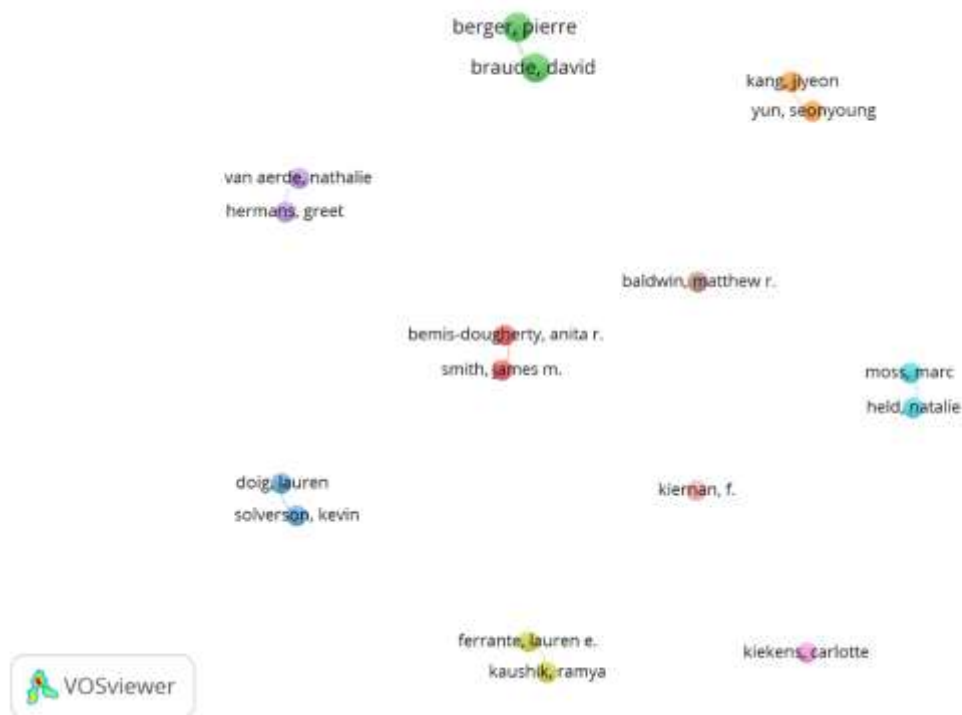 berger, pierre
braude, david
kang, jiyeon
yun, seonyoung
van aerde, nathalie
hermans, greet
baldwin, matthew r.
bemis-dougherty, anita r.
smith, james m.
moss, marc
held, natalie
doig, lauren
solverson, kevin
kiernan, f.
ferrante, lauren e.
kaushik, ramya
kiekens, carlotte
VOSviewer